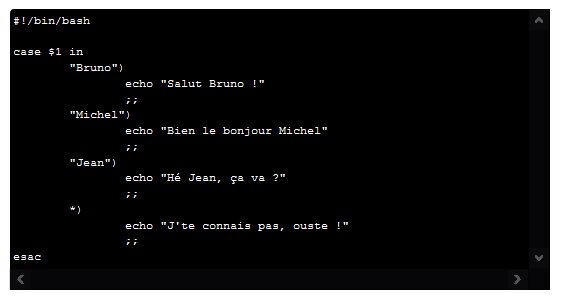 #!/bin/bash
case $1 in
"Bruno")
echo "Salut Bruno !"
;;
"Michel")
echo "Bien le bonjour Michel"
;;
"Jean")
echo "Hé Jean, ça va ?"
;;
*)
echo "J'te connais pas, ouste !"
;;
esac